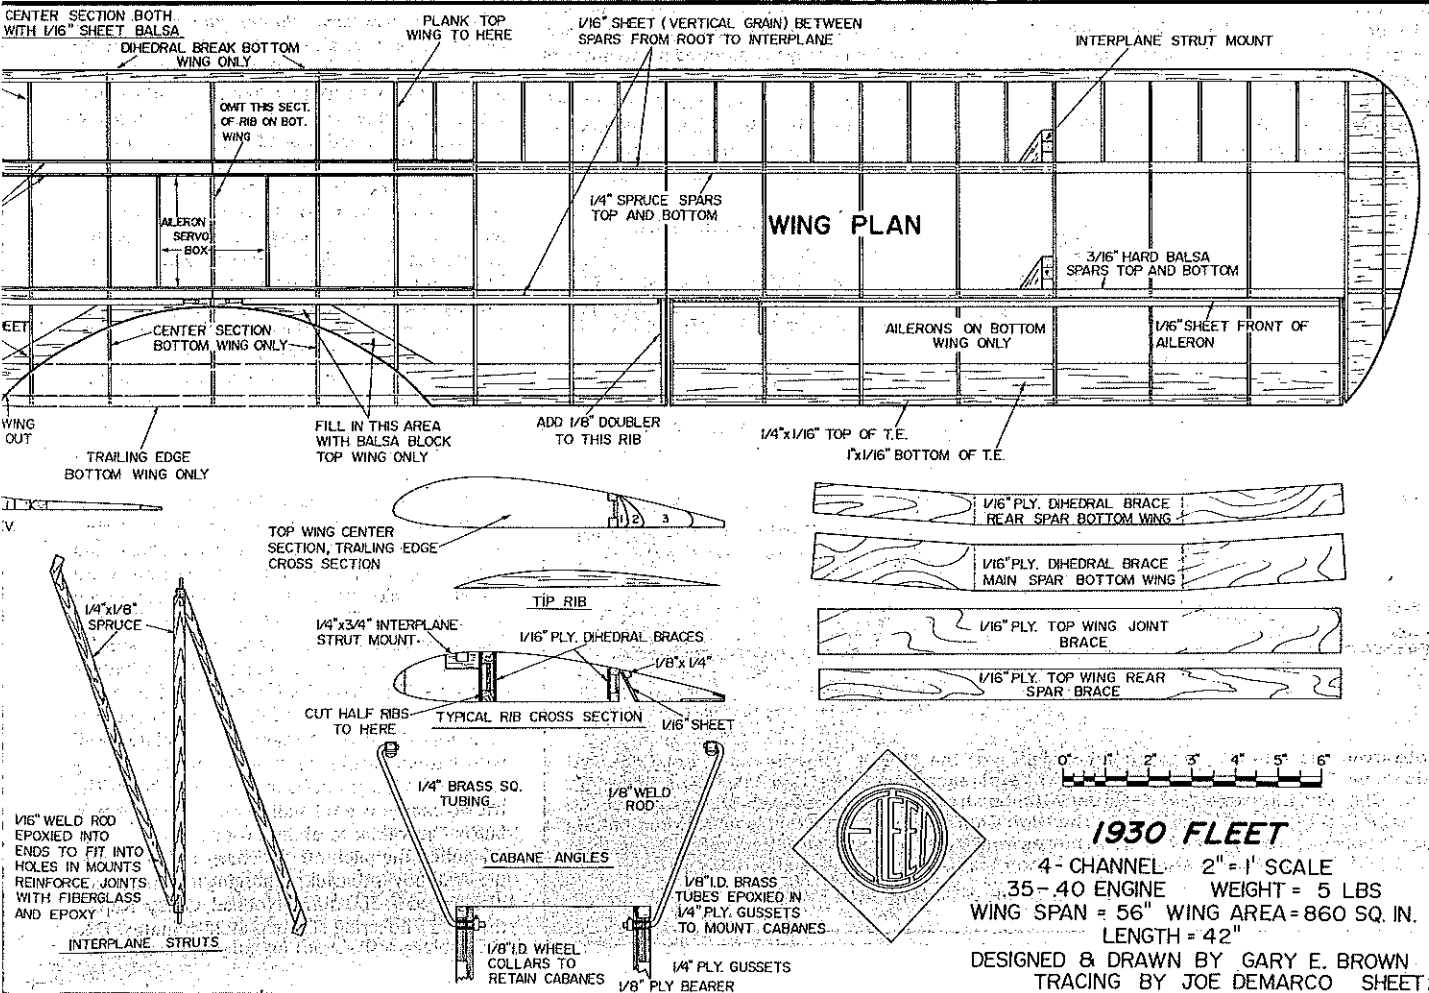 CENTER SECTION BOTH
WITH 1/16" SHEET BALSA
DIHEDRAL BREAK BOTTOM
WING ONLY
PLANK TOP
WING TO HERE
1/16" SHEET (VERTICAL GRAIN) BETWEEN
SPARS FROM ROOT TO INTERPLANE
INTERPLANE STRUT MOUNT
OMIT THIS SECT.
OF RIB ON BOT.
WING
1/4" SPRUCE SPARS
TOP AND BOTTOM
WING PLAN
AILERON
SERVO
BOX
3/16" HARD BALSA
SPARS TOP AND BOTTOM
EET
CENTER SECTION
BOTTOM WING ONLY
AILERONS ON BOTTOM
WING ONLY
1/16" SHEET FRONT OF
AILERON
WING
OUT
TRAILING EDGE
BOTTOM WING ONLY
FILL IN THIS AREA
WITH BALSA BLOCK
TOP WING ONLY
ADD 1/8" DOUBLER
TO THIS RIB
1/4"x1/16" TOP OF T.E.
1"x1/16" BOTTOM OF T.E.
V.
TOP WING CENTER
SECTION, TRAILING EDGE
CROSS SECTION
1 2 3
TIP RIB
1/16" PLY. DIHEDRAL BRACE
REAR SPAR BOTTOM WING
1/16" PLY. DIHEDRAL BRACE
MAIN SPAR BOTTOM WING
1/16" PLY. TOP WING JOINT
BRACE
1/16" PLY. TOP WING REAR
SPAR BRACE
1/4"x1/8"
SPRUCE
1/4"x3/4" INTERPLANE
STRUT MOUNT
1/16" PLY. DIHEDRAL BRACES
1/8"x1/4"
CUT HALF RIBS
TO HERE
TYPICAL RIB CROSS SECTION
1/16" SHEET
1/4" BRASS SQ.
TUBING
1/8" WELD
ROD
CABANE ANGLES
1/16" WELD ROD
EPOXIED INTO
ENDS TO FIT INTO
HOLES IN MOUNTS
REINFORCE JOINTS
WITH FIBERGLASS
AND EPOXY
INTERPLANE STRUTS
1/8" I.D. WHEEL
COLLARS TO
RETAIN CABANES
1/8" I.D. BRASS
TUBES EPOXIED IN
1/4" PLY. GUSSETS
TO MOUNT CABANES
1/4" PLY. GUSSETS
1/8" PLY BEARER
FLEET
0" 1" 2" 3" 4" 5" 6"
1930 FLEET
4-CHANNEL 2" = 1' SCALE
35-.40 ENGINE WEIGHT = 5 LBS
WING SPAN = 56" WING AREA = 860 SQ. IN.
LENGTH = 42"
DESIGNED & DRAWN BY GARY E. BROWN
TRACING BY JOE DEMARCO SHEET